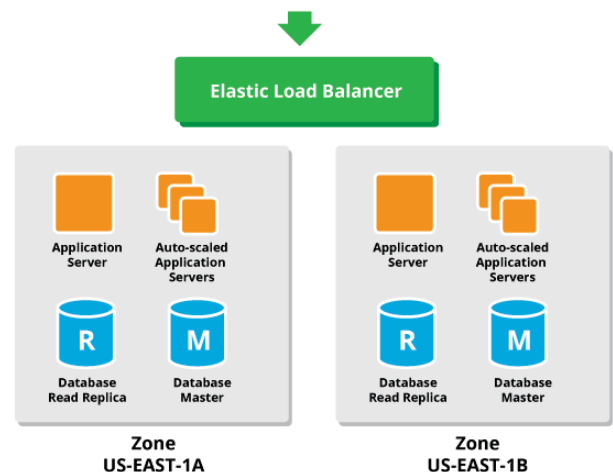 Elastic Load Balancer
Application
Server
Auto-scaled
Application
Servers
R
Database
Read Replica
M
Database
Master
Zone
US-EAST-1A
Application
Server
Auto-scaled
Application
Servers
R
Database
Read Replica
M
Database
Master
Zone
US-EAST-1B